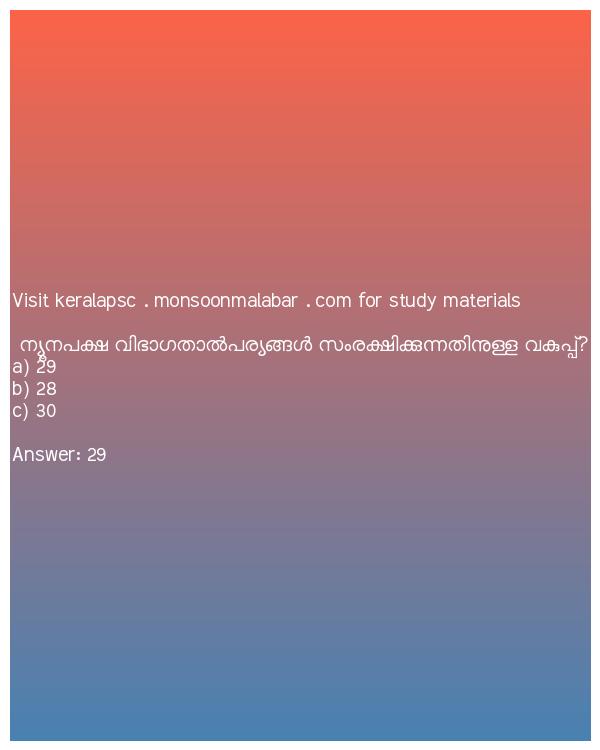 Visit keralapsc . monsoonmalabar . com for study materials
ന്യൂനപക്ഷ വിഭാഗതാൽപര്യങ്ങൾ സംരക്ഷിക്കുന്നതിനുള്ള വകുപ്പ്?
a) 29
b) 28
c) 30
Answer: 29